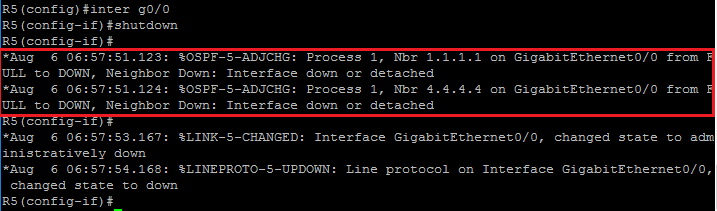 R5(config)#inter g0/0
R5(config-if)#shutdown
R5(config-if)#
*Aug  6 06:57:51.123: %OSPF-5-ADJCHG: Process 1, Nbr 1.1.1.1 on GigabitEthernet0/0 from F
ULL to DOWN, Neighbor Down: Interface down or detached
*Aug  6 06:57:51.124: %OSPF-5-ADJCHG: Process 1, Nbr 4.4.4.4 on GigabitEthernet0/0 from F
ULL to DOWN, Neighbor Down: Interface down or detached
R5(config-if)#
*Aug  6 06:57:53.167: %LINK-5-CHANGED: Interface GigabitEthernet0/0, changed state to adm
inistratively down
*Aug  6 06:57:54.168: %LINEPROTO-5-UPDOWN: Line protocol on Interface GigabitEthernet0/0,
 changed state to down
R5(config-if)#